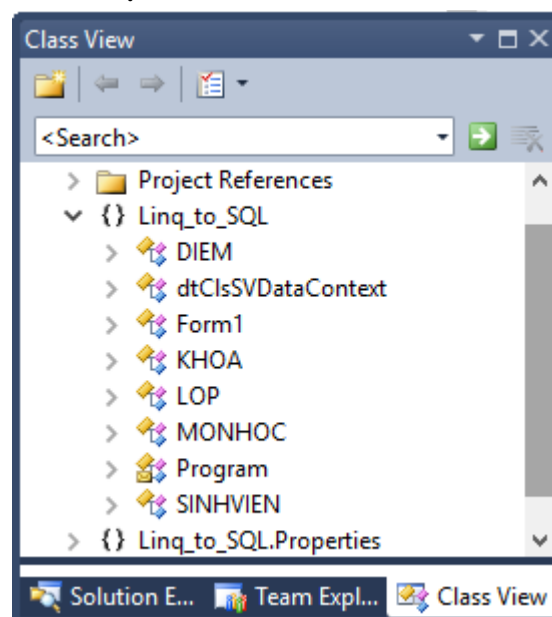 Class View
<Search>
Project References
{} Linq_to_SQL
DIEM
dtClsSVDataContext
Form1
KHOA
LOP
MONHOC
Program
SINHVIEN
{} Linq_to_SQL.Properties
Solution E... Team Expl... Class View